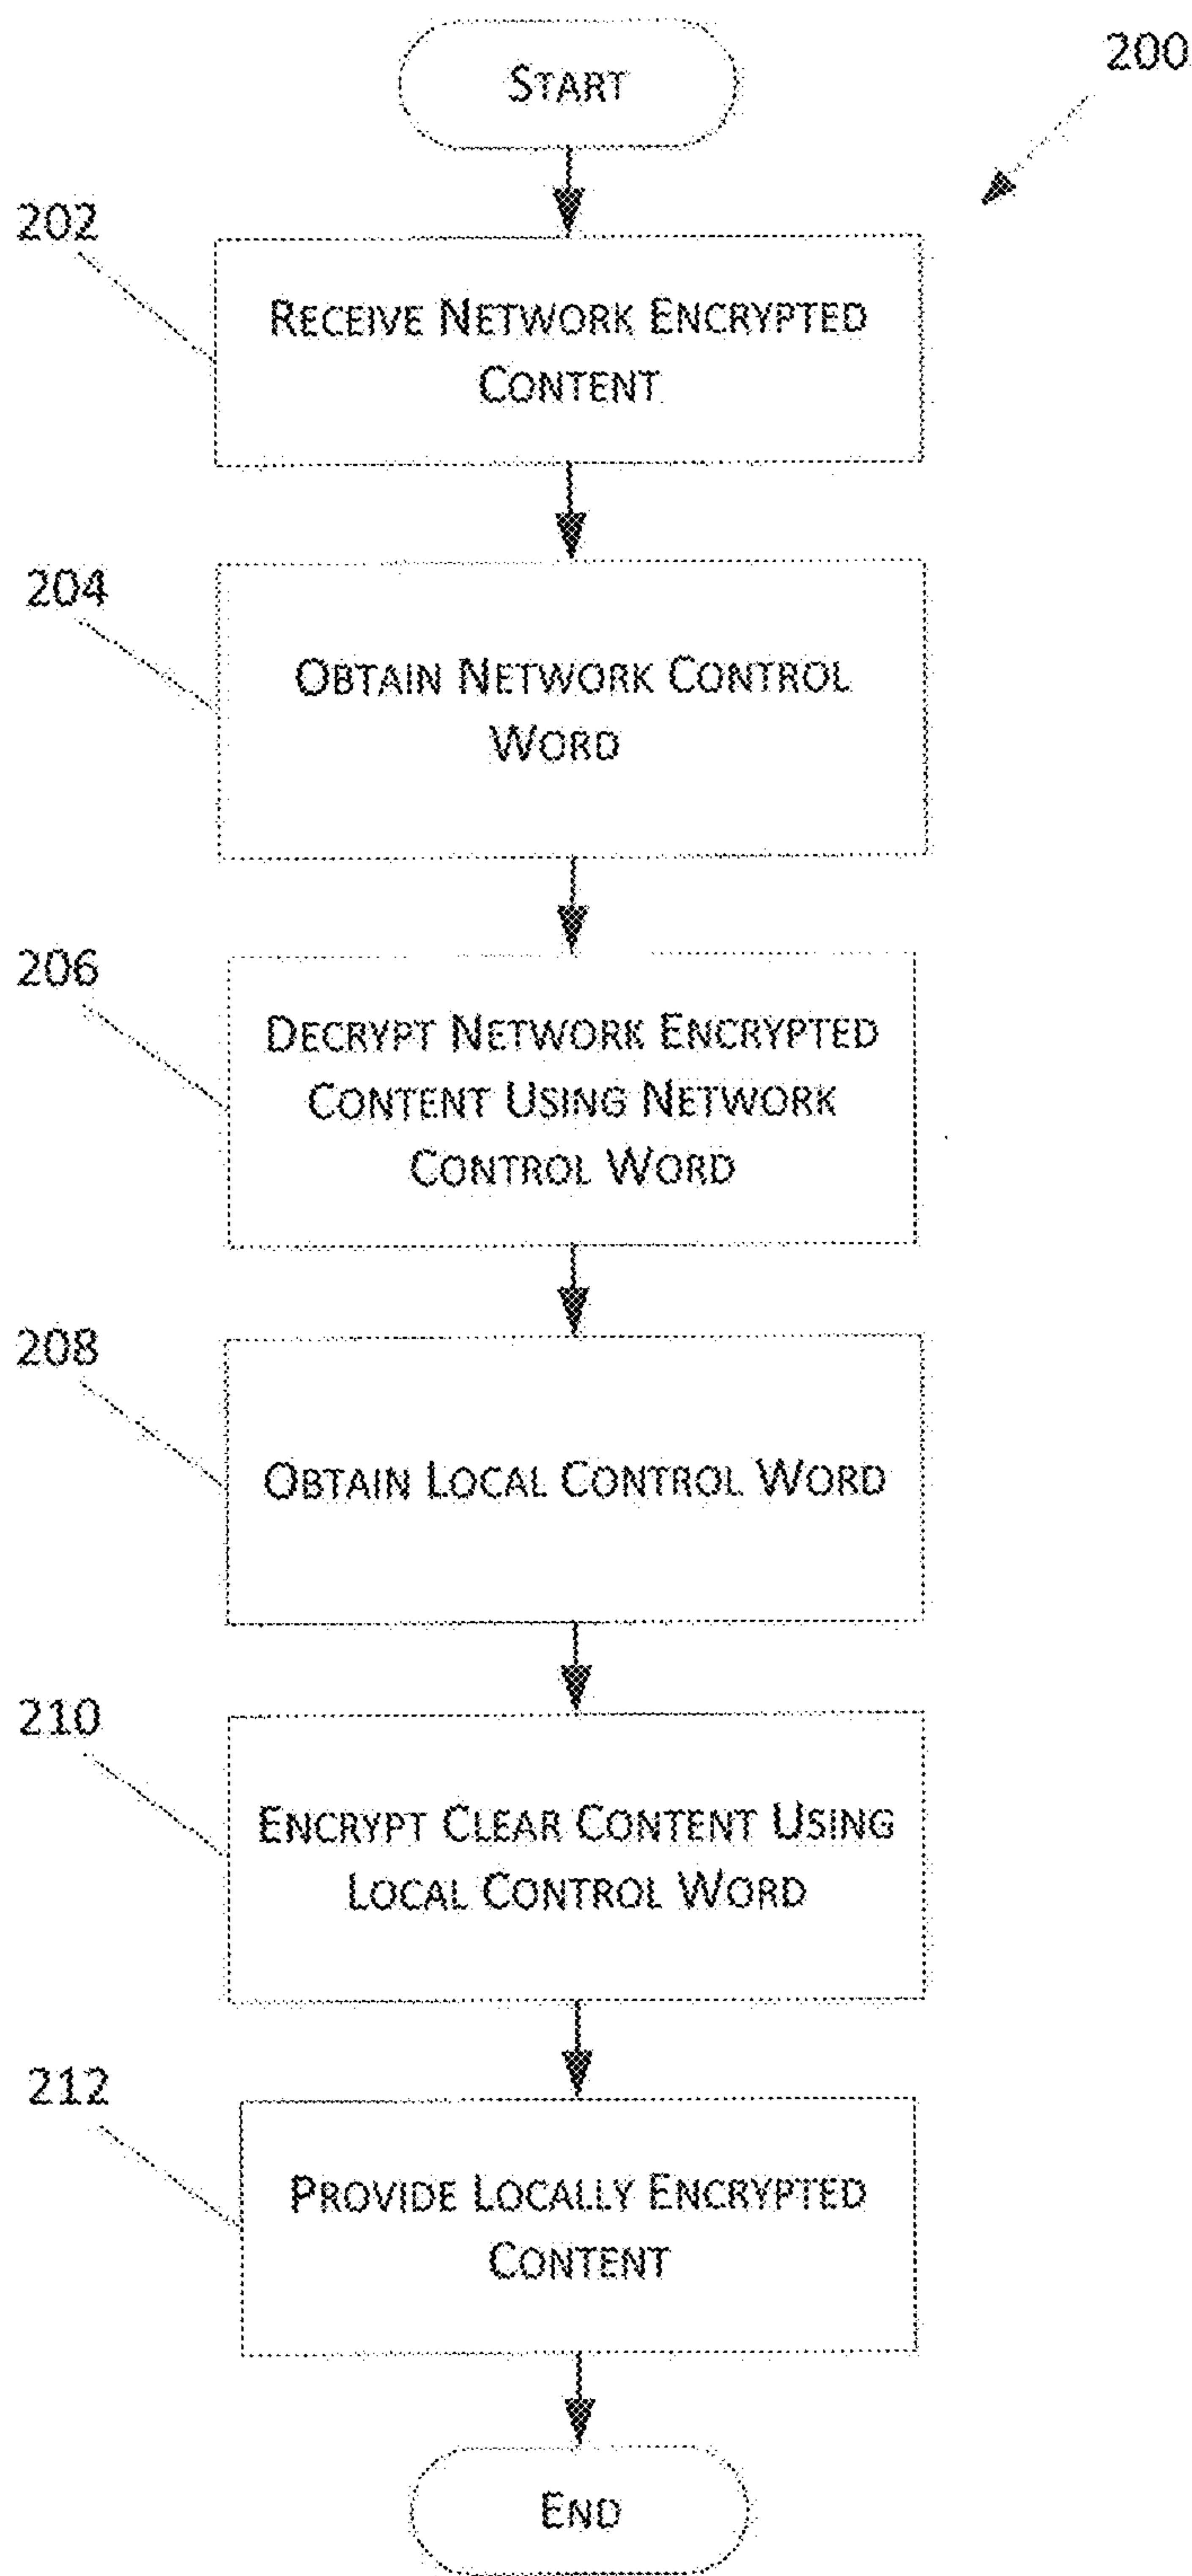 START
200
202
RECEIVE NETWORK ENCRYPTED
CONTENT
204
OBTAIN NETWORK CONTROL
WORD
206
DECRYPT NETWORK ENCRYPTED
CONTENT USING NETWORK
CONTROL WORD
208
OBTAIN LOCAL CONTROL WORD
210
ENCRYPT CLEAR CONTENT USING
LOCAL CONTROL WORD
212
PROVIDE LOCALLY ENCRYPTED
CONTENT
END